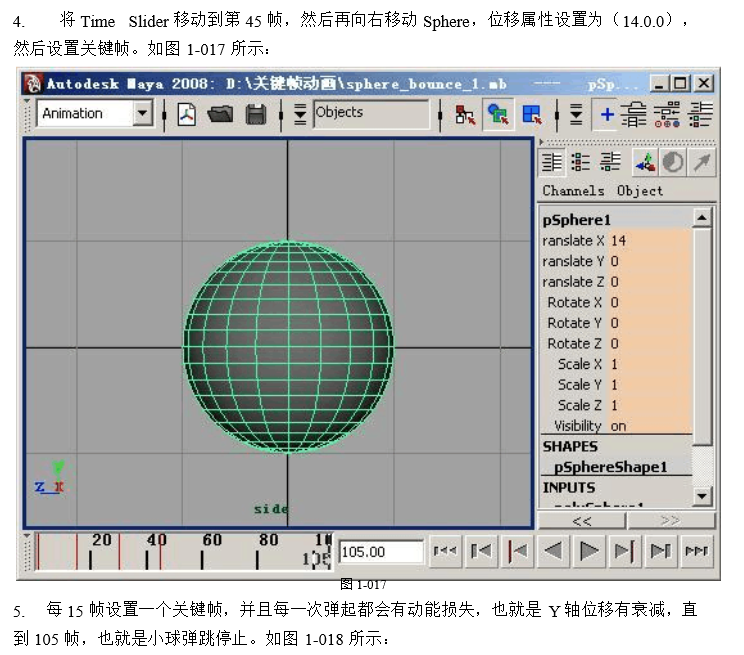 4. 将 Time Slider 移动到第 45 帧，然后再向右移动 Sphere，位移属性设置为（14.0.0），
然后设置关键帧。如图 1-017 所示：
Autodesk Maya 2008: D:\关键帧动画\sphere_bounce_1.mb --- pSp...
Animation
Objects
Channels Object
pSphere1
ranslate X 14
ranslate Y 0
ranslate Z 0
Rotate X 0
Rotate Y 0
Rotate Z 0
Scale X 1
Scale Y 1
Scale Z 1
Visibility on
SHAPES
pSphereShape1
INPUTS
y
z x
side
<< >>
20 40 60 80
105.00
图 1-017
5. 每 15 帧设置一个关键帧，并且每一次弹起都会有动能损失，也就是 Y 轴位移有衰减，直
到 105 帧，也就是小球弹跳停止。如图 1-018 所示：